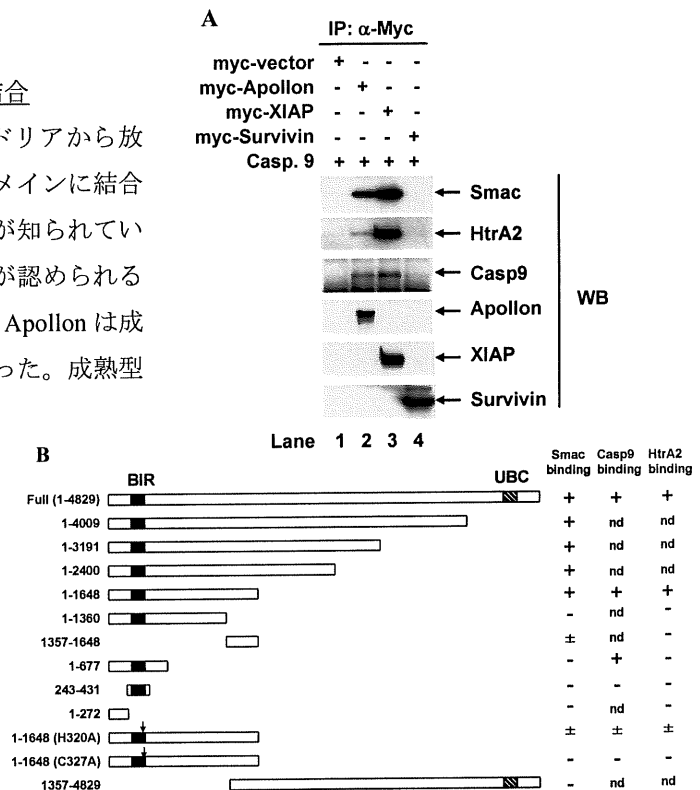 A
IP: α-Myc
myc-vector + - - -
myc-Apollon - + - -
myc-XIAP - - + -
myc-Survivin - - - +
Casp. 9 + + + +
合
ドリアから放
メインに結合
が知られてい
が認められる
Apollon は成
った。成熟型
Smac
HtrA2
Casp9
Apollon
XIAP
Survivin
WB
Lane 1 2 3 4
B
BIR
UBC
Smac binding Casp9 binding HtrA2 binding
Full (1-4829) + + +
1-4009 + nd nd
1-3191 + nd nd
1-2400 + nd nd
1-1648 + + +
1-1360 - nd -
1357-1648 ± nd -
1-677 - + -
243-431 - - -
1-272 - nd -
1-1648 (H320A) ± ± ±
1-1648 (C327A) - - -
1357-4829 - nd nd